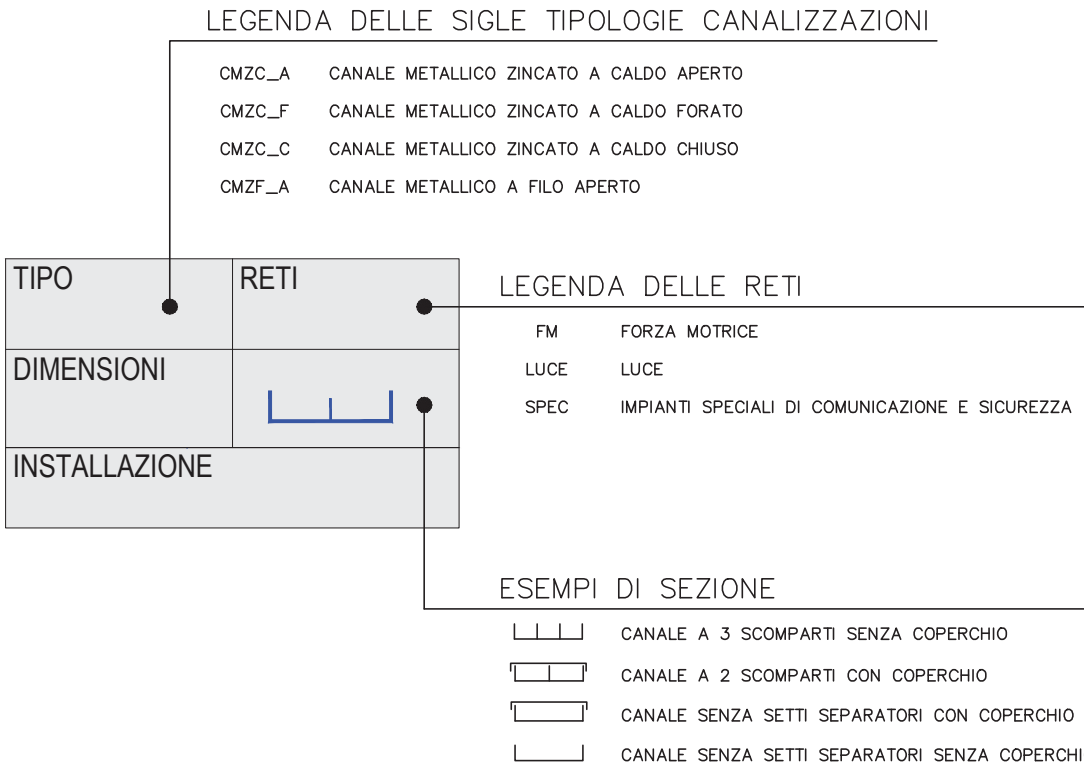 LEGENDA DELLE SIGLE TIPOLOGIE CANALIZZAZIONI
CMZC_A CANALE METALLICO ZINCATO A CALDO APERTO
CMZC_F CANALE METALLICO ZINCATO A CALDO FORATO
CMZC_C CANALE METALLICO ZINCATO A CALDO CHIUSO
CMZF_A CANALE METALLICO A FILO APERTO
TIPO RETI
DIMENSIONI
INSTALLAZIONE
LEGENDA DELLE RETI
FM FORZA MOTRICE
LUCE LUCE
SPEC IMPIANTI SPECIALI DI COMUNICAZIONE E SICUREZZA
ESEMPI DI SEZIONE
CANALE A 3 SCOMPARTI SENZA COPERCHIO
CANALE A 2 SCOMPARTI CON COPERCHIO
CANALE SENZA SETTI SEPARATORI CON COPERCHIO
CANALE SENZA SETTI SEPARATORI SENZA COPERCHI